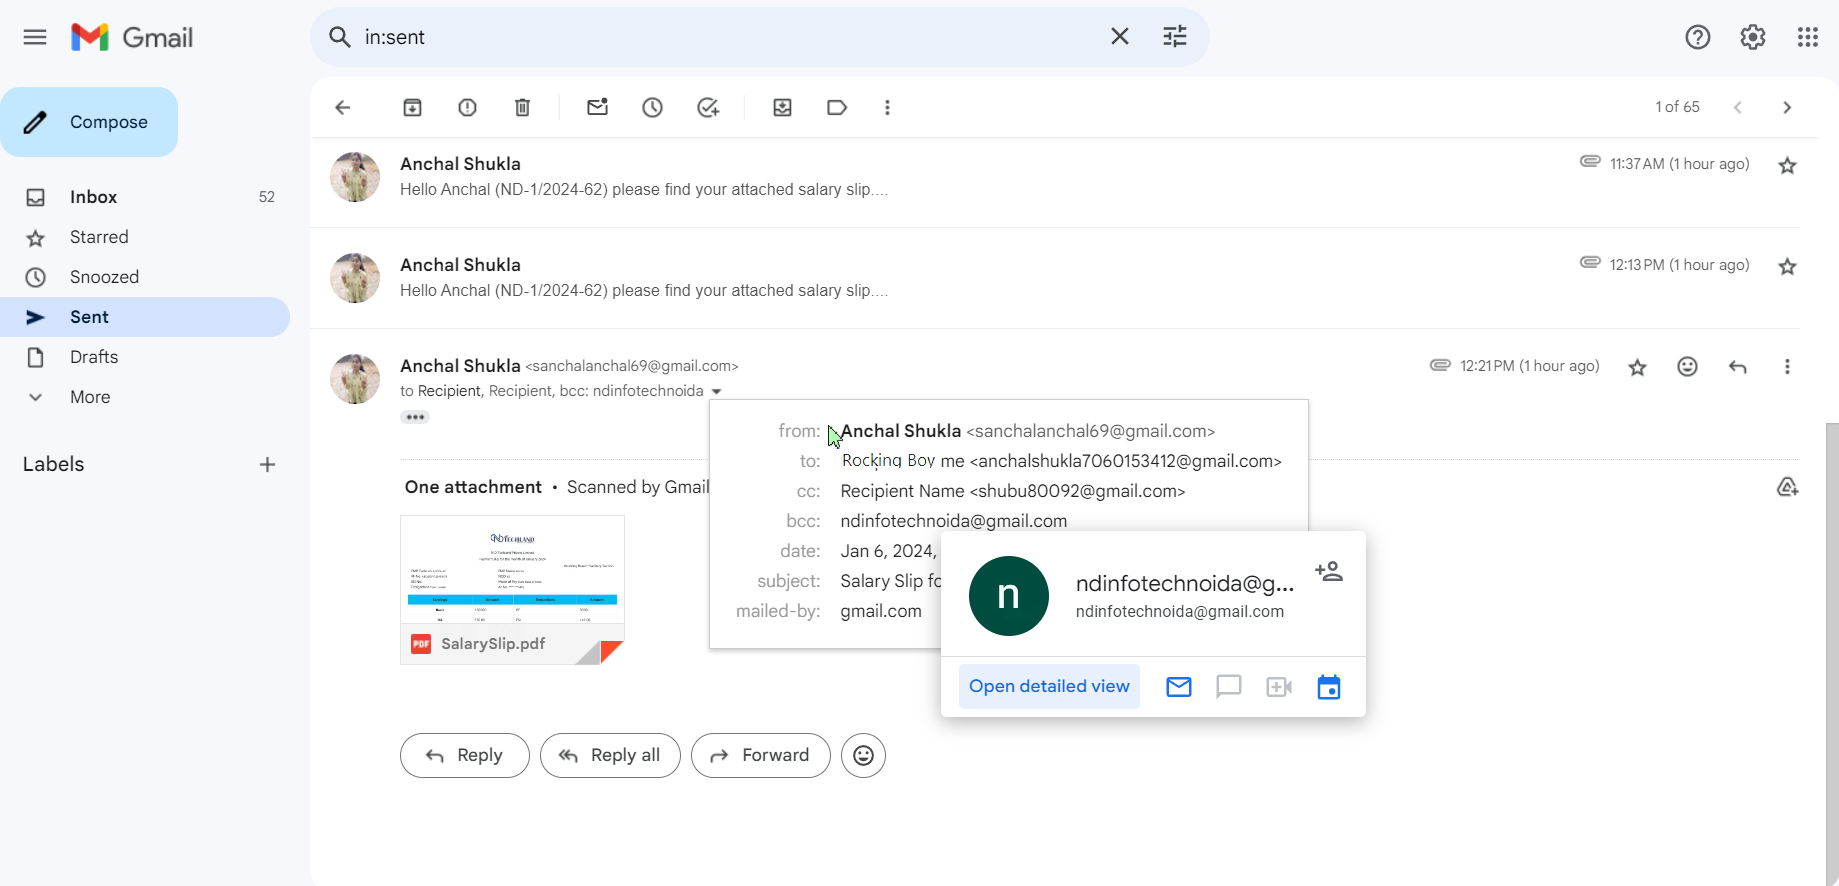 Gmail
in:sent
Compose
1 of 65
Inbox 52
Starred
Snoozed
Sent
Drafts
More
Labels
Anchal Shukla
11:37 AM (1 hour ago)
Hello Anchal (ND-1/2024-62) please find your attached salary slip....
Anchal Shukla
12:13 PM (1 hour ago)
Hello Anchal (ND-1/2024-62) please find your attached salary slip....
Anchal Shukla <sanchalanchal69@gmail.com>
12:21 PM (1 hour ago)
to Recipient, Recipient, bcc: ndinfotechnoida
from: Anchal Shukla <sanchalanchal69@gmail.com>
to: Rocking Boy me <anchalshukla7060153412@gmail.com>
cc: Recipient Name <shubu80092@gmail.com>
bcc: ndinfotechnoida@gmail.com
date: Jan 6, 2024,
subject: Salary Slip fo
mailed-by: gmail.com
One attachment • Scanned by Gmail
PDF SalarySlip.pdf
n
ndinfotechnoida@g...
ndinfotechnoida@gmail.com
Open detailed view
Reply
Reply all
Forward